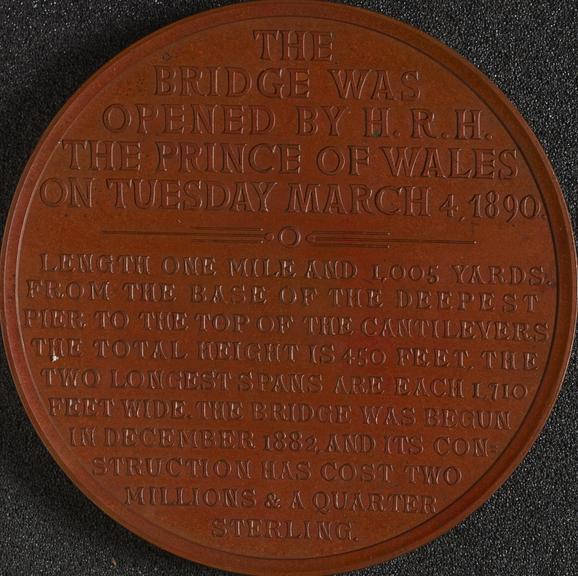 THE
BRIDGE WAS
OPENED BY H. R. H.
THE PRINCE OF WALES
ON TUESDAY MARCH 4, 1890.
LENGTH ONE MILE AND 1,005 YARDS.
FROM THE BASE OF THE DEEPEST
PIER TO THE TOP OF THE CANTILEVERS
THE TOTAL HEIGHT IS 450 FEET. THE
TWO LONGEST SPANS ARE EACH 1,710
FEET WIDE. THE BRIDGE WAS BEGUN
IN DECEMBER 1882, AND ITS CON=
STRUCTION HAS COST TWO
MILLIONS & A QUARTER
STERLING.